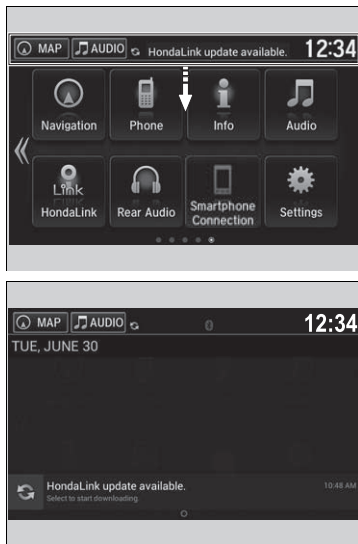 MAP AUDIO HondaLink update available. 12:34
Navigation Phone Info Audio
Link
HondaLink Rear Audio Smartphone Connection Settings
MAP AUDIO 12:34
TUE, JUNE 30
HondaLink update available. 10:48 AM
Select to start downloading